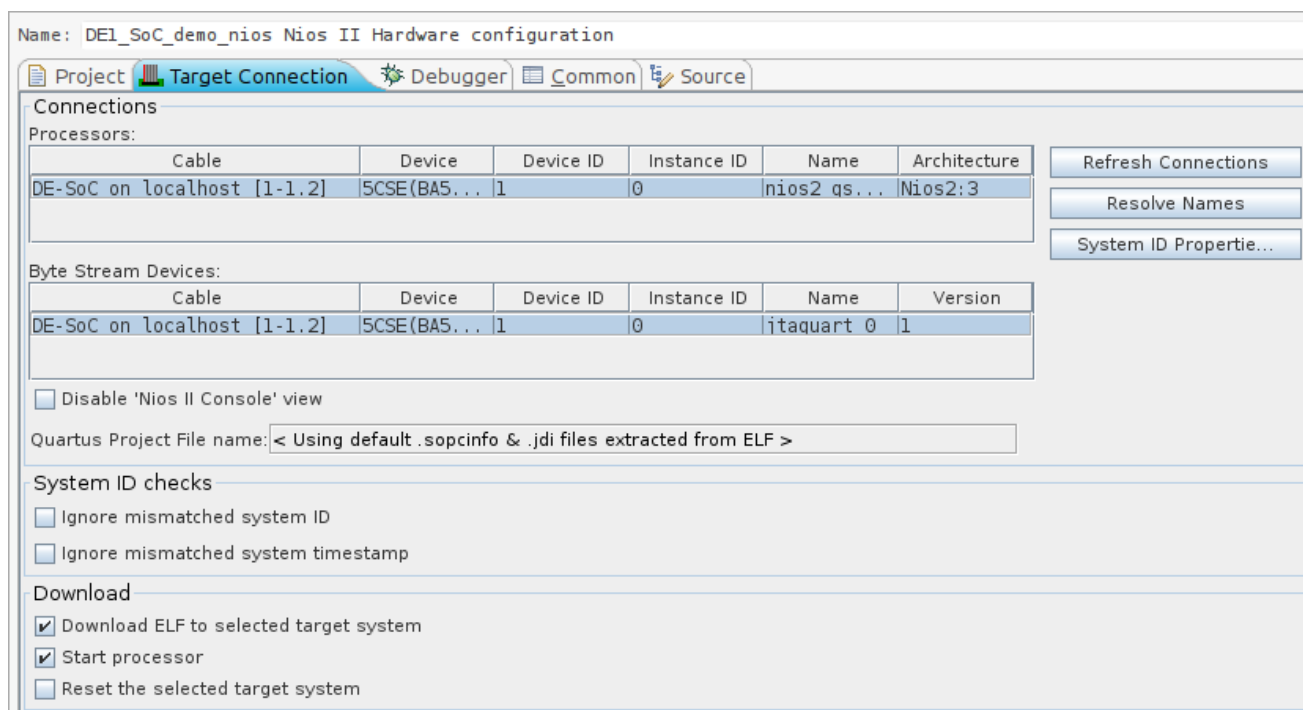 Name: DE1_SoC_demo_nios Nios II Hardware configuration
Project Target Connection Debugger Common Source
Connections
Processors:
Cable Device Device ID Instance ID Name Architecture
DE-SoC on localhost [1-1.2] 5CSE(BA5... 1 0 nios2_qs... Nios2:3
Refresh Connections
Resolve Names
System ID Propertie...
Byte Stream Devices:
Cable Device Device ID Instance ID Name Version
DE-SoC on localhost [1-1.2] 5CSE(BA5... 1 0 jtaguart_0 1
Disable 'Nios II Console' view
Quartus Project File name: < Using default .sopcinfo & .jdi files extracted from ELF >
System ID checks
Ignore mismatched system ID
Ignore mismatched system timestamp
Download
Download ELF to selected target system
Start processor
Reset the selected target system